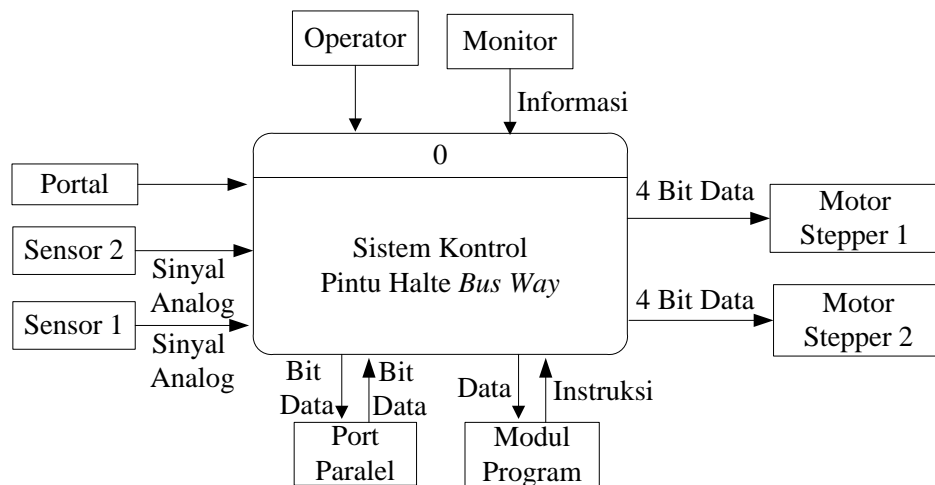 Operator
Monitor
Informasi
0
Portal
Sensor 2
Sinyal
Analog
Sensor 1
Sinyal
Analog
Sistem Kontrol
Pintu Halte Bus Way
4 Bit Data
Motor
Stepper 1
4 Bit Data
Motor
Stepper 2
Bit
Data
Bit
Data
Port
Paralel
Data
Instruksi
Modul
Program